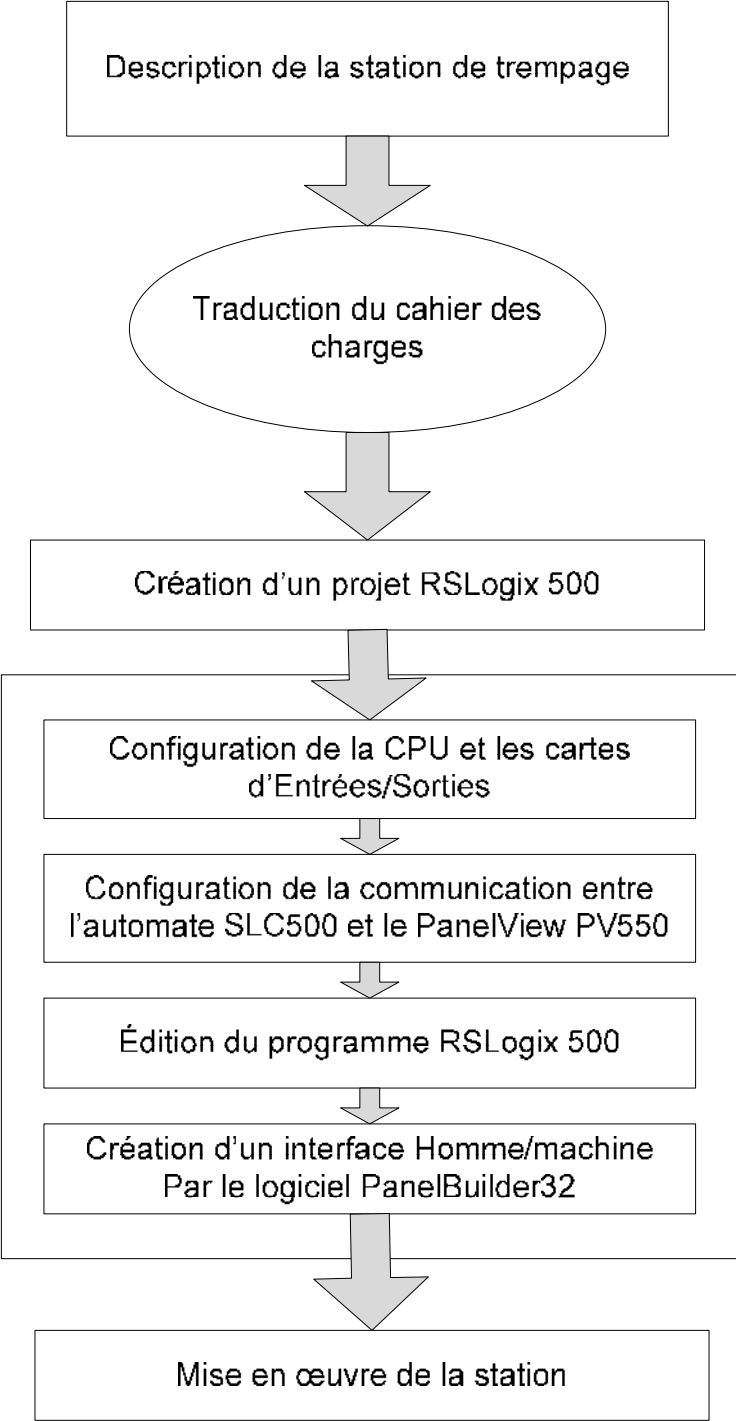 Description de la station de trempage
Traduction du cahier des
charges
Création d’un projet RSLogix 500
Configuration de la CPU et les cartes
d’Entrées/Sorties
Configuration de la communication entre
l’automate SLC500 et le PanelView PV550
Édition du programme RSLogix 500
Création d’un interface Homme/machine
Par le logiciel PanelBuilder32
Mise en œuvre de la station